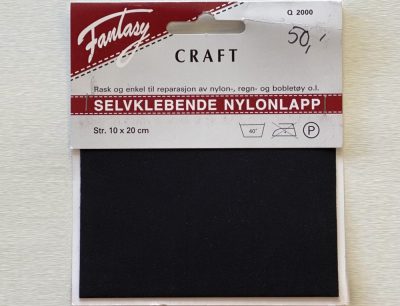 Q 2000
Fantasy
50,-
CRAFT
Rask og enkel til reparasjon av nylon-, regn- og bobletøy o.l.
SELVKLEBENDE NYLONLAPP
Str. 10 x 20 cm
40°
P